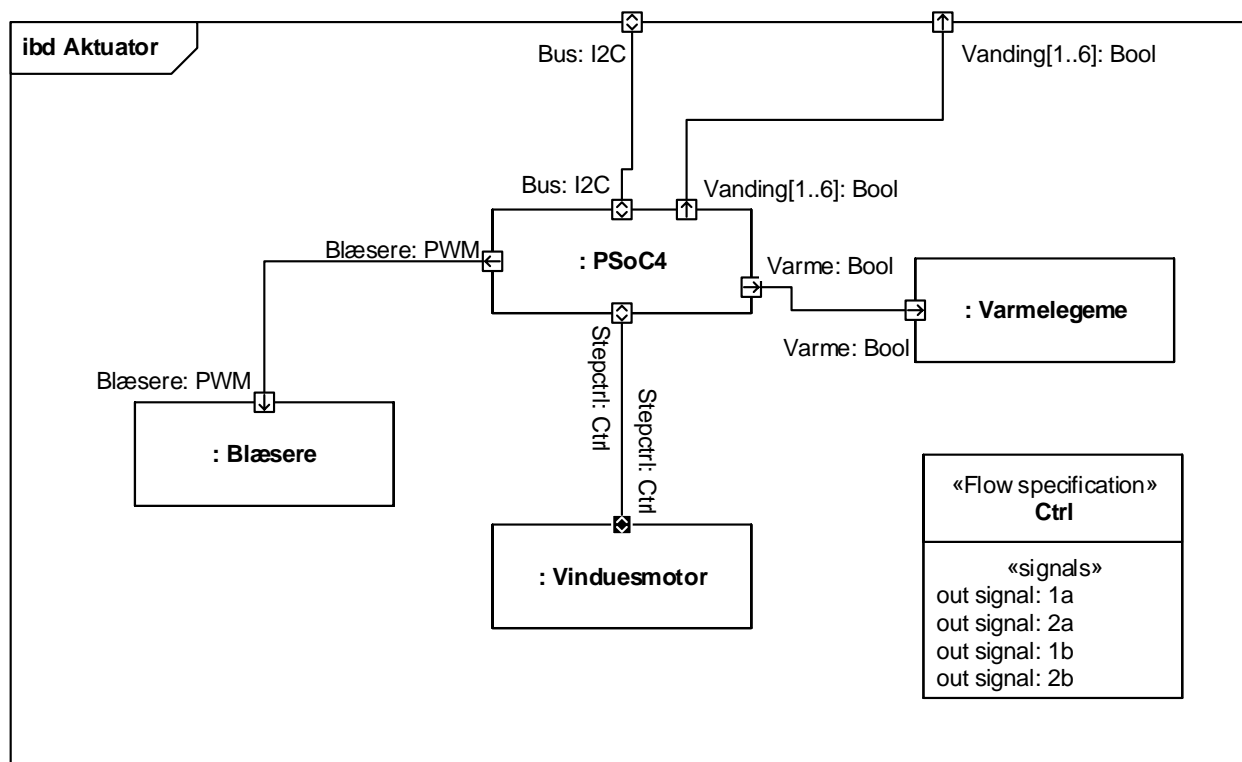 ibd Aktuator
Bus: I2C
Vanding[1..6]: Bool
Bus: I2C
Vanding[1..6]: Bool
Blæsere: PWM
: PSoC4
Varme: Bool
: Varmelegeme
Varme: Bool
Stepctrl: Ctrl
Stepctrl: Ctrl
Blæsere: PWM
: Blæsere
: Vinduesmotor
«Flow specification»
Ctrl
«signals»
out signal: 1a
out signal: 2a
out signal: 1b
out signal: 2b